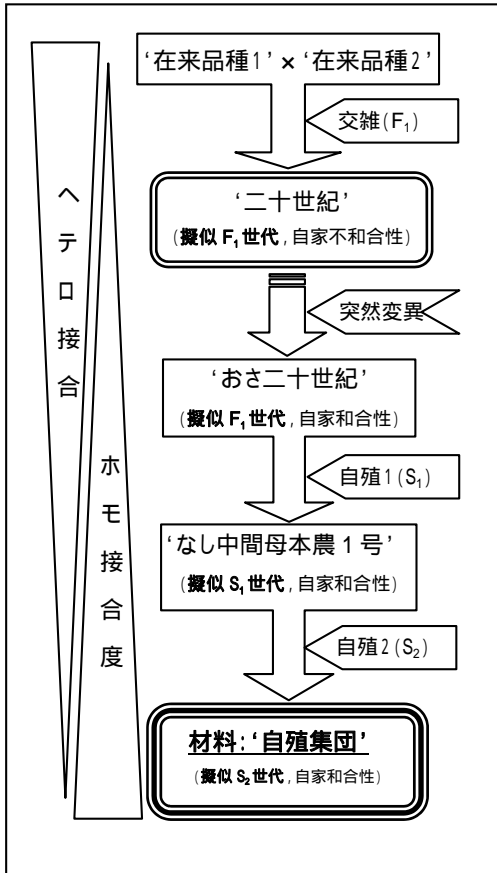 ‘在来品種1’×‘在来品種2’
交雑(F₁)
‘二十世紀’
(擬似F₁世代,自家不和合性)
突然変異
‘おさ二十世紀’
(擬似F₁世代,自家和合性)
自殖1(S₁)
‘なし中間母本農1号’
(擬似S₁世代,自家和合性)
自殖2(S₂)
材料:‘自殖集団’
(擬似S₂世代,自家和合性)
ヘテロ接合
ホモ接合度